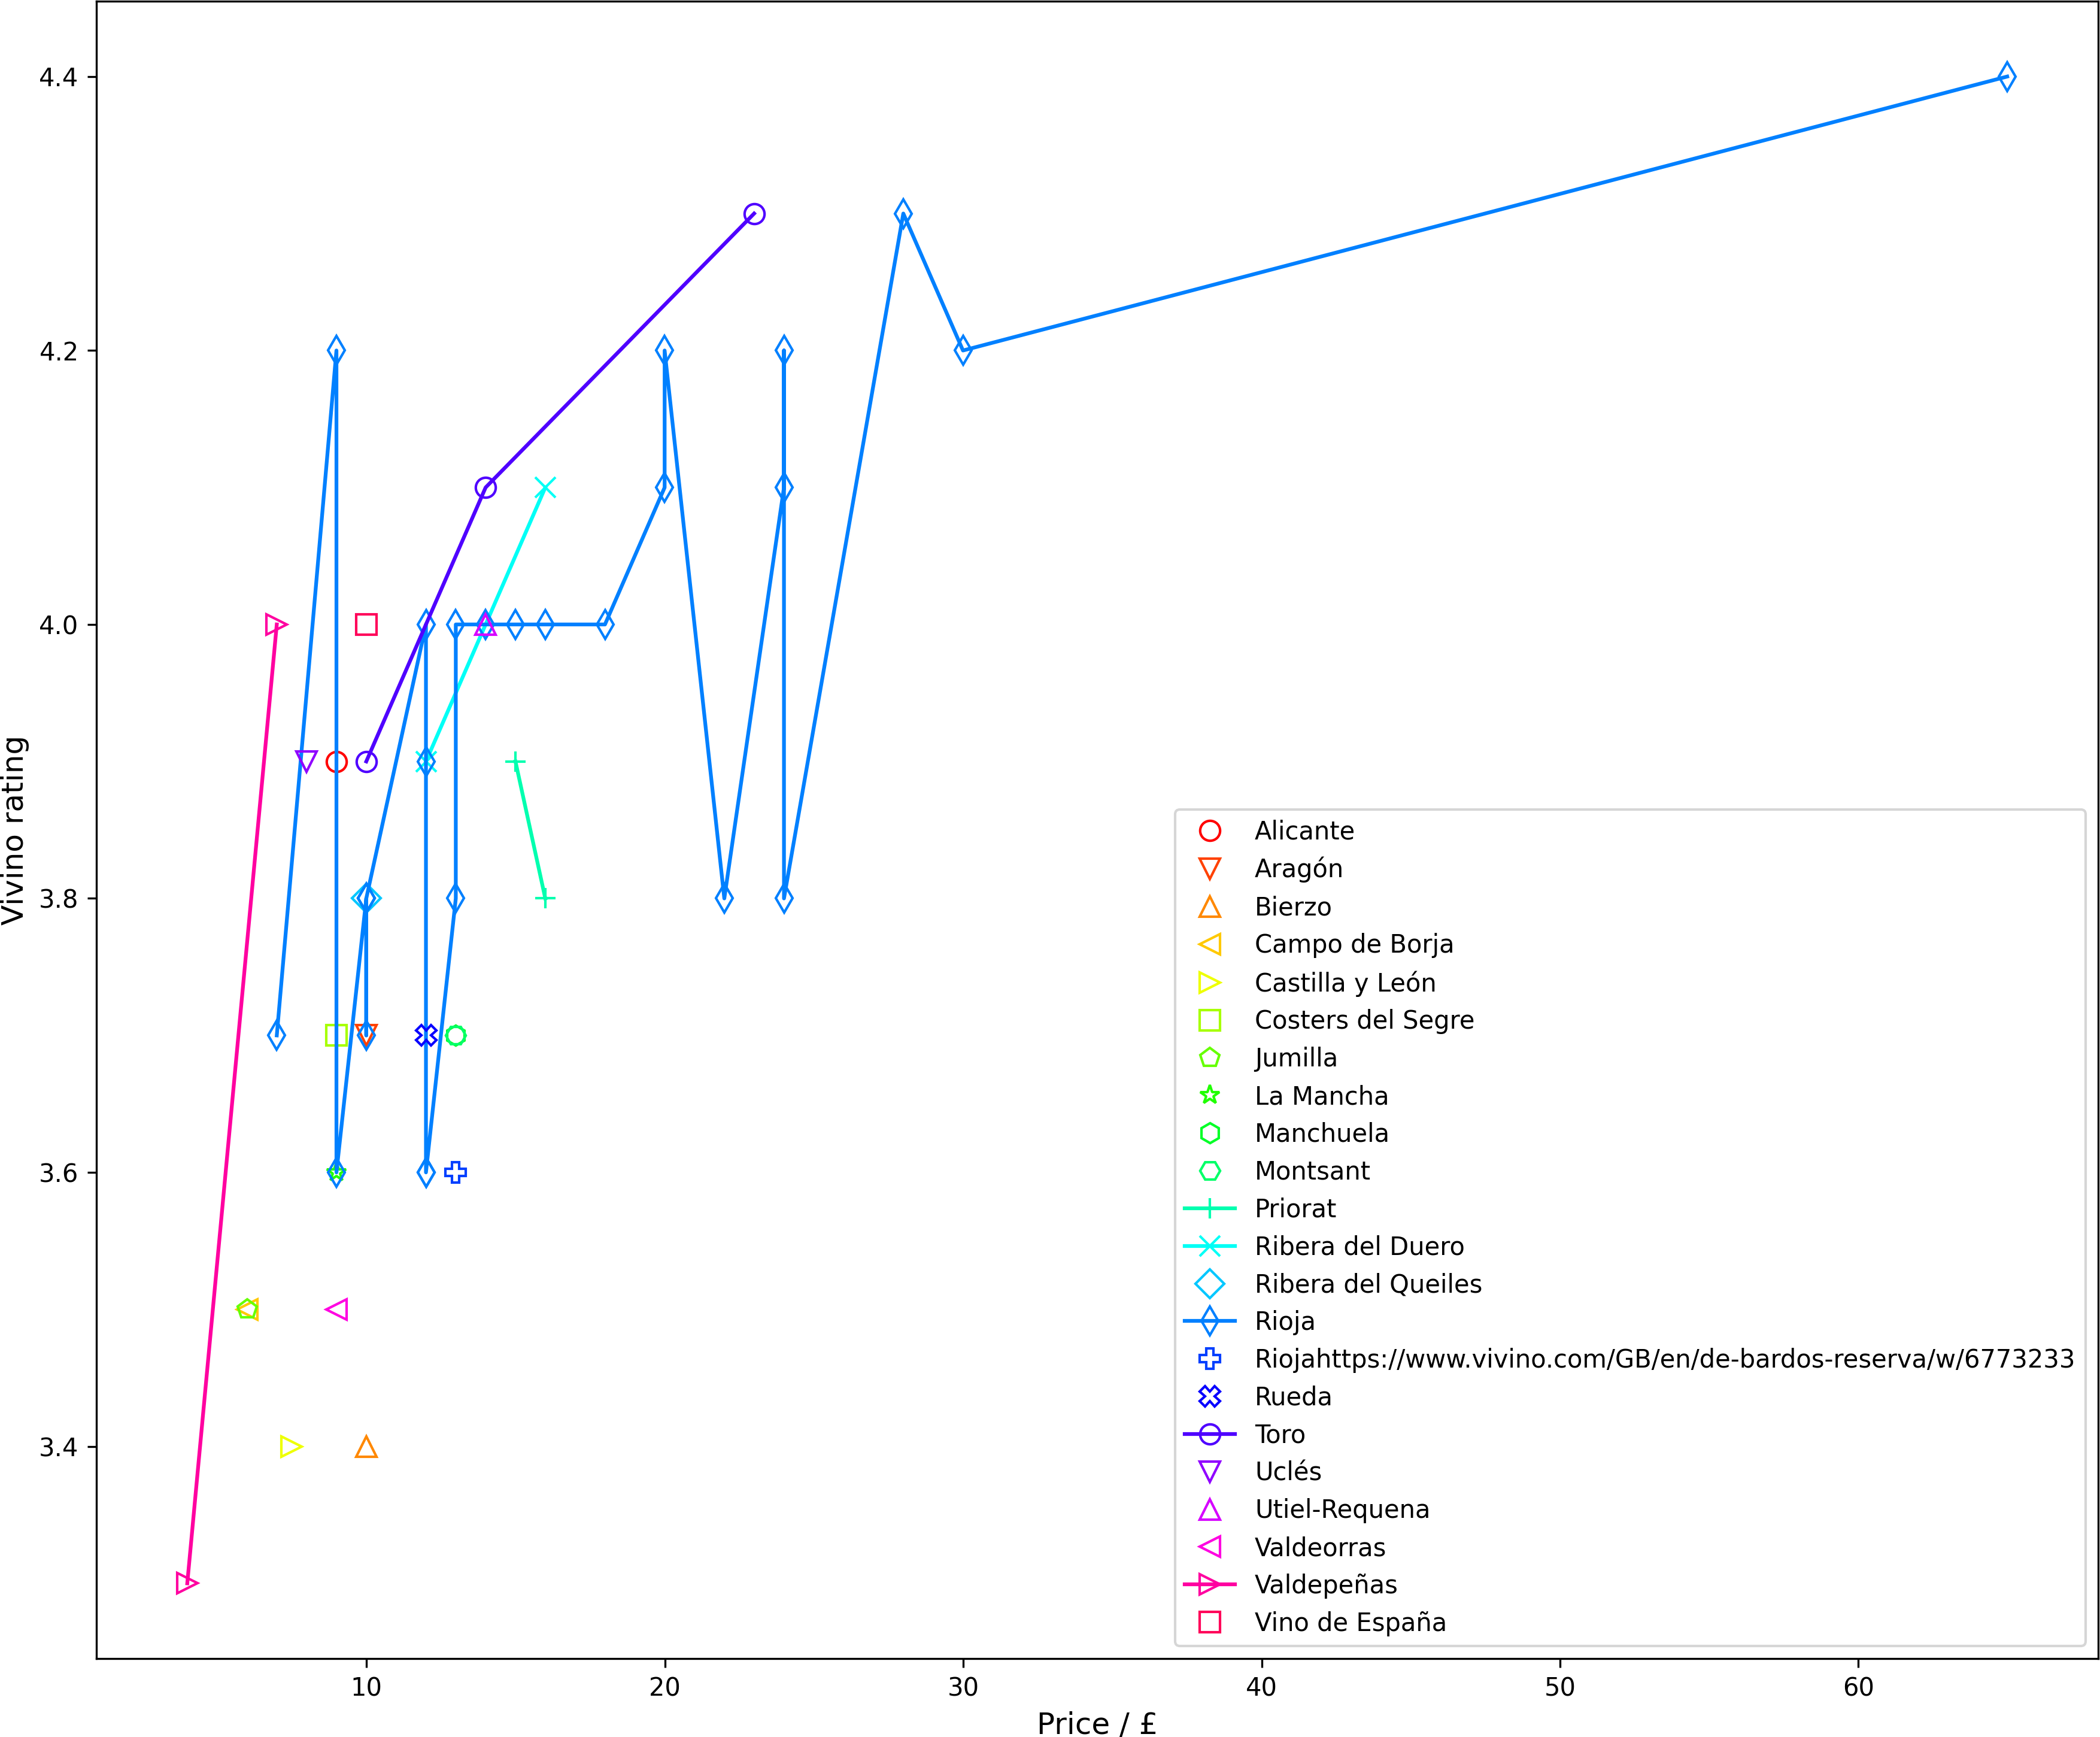 4.4
4.2
4.0
3.8
3.6
3.4
Vivino rating
10
20
30
40
50
60
Price / £
Alicante
Aragón
Bierzo
Campo de Borja
Castilla y León
Costers del Segre
Jumilla
La Mancha
Manchuela
Montsant
Priorat
Ribera del Duero
Ribera del Queiles
Rioja
Riojahttps://www.vivino.com/GB/en/de-bardos-reserva/w/6773233
Rueda
Toro
Uclés
Utiel-Requena
Valdeorras
Valdepeñas
Vino de España